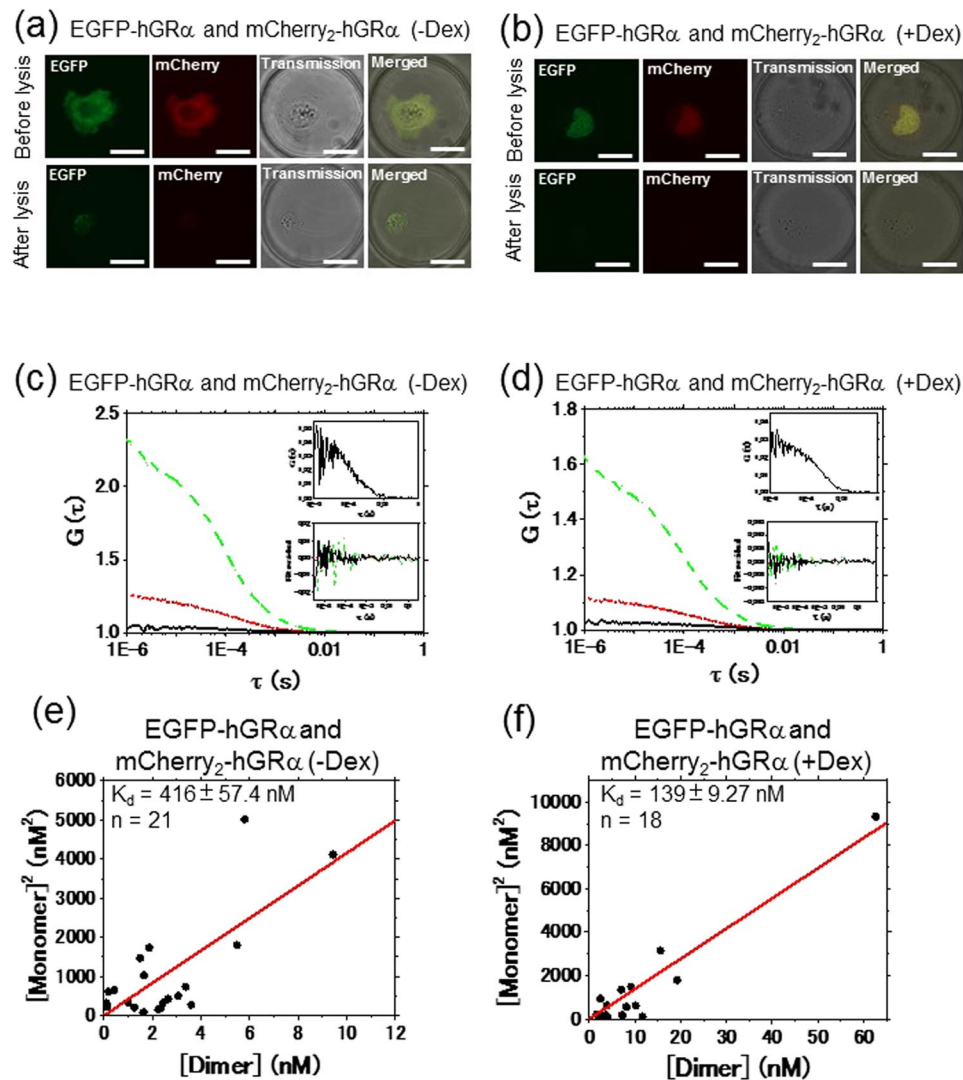 (a) EGFP-hGRα and mCherry₂-hGRα (-Dex)
Before lysis
EGFP
mCherry
Transmission
Merged
After lysis
EGFP
mCherry
Transmission
Merged
(b) EGFP-hGRα and mCherry₂-hGRα (+Dex)
Before lysis
EGFP
mCherry
Transmission
Merged
After lysis
EGFP
mCherry
Transmission
Merged
(c) EGFP-hGRα and mCherry₂-hGRα (-Dex)
G (τ)
2.5
2.0
1.5
1.0
1E-6
1E-4
0.01
1
τ (s)
G(τ)
τ (s)
Fit residual
τ (s)
(d) EGFP-hGRα and mCherry₂-hGRα (+Dex)
G (τ)
1.8
1.6
1.4
1.2
1.0
1E-6
1E-4
0.01
1
τ (s)
G(τ)
τ (s)
Fit residual
τ (s)
(e) EGFP-hGRα and
mCherry₂-hGRα (-Dex)
K_d = 416 ± 57.4 nM
n = 21
[Monomer]² (nM²)
6000
5000
4000
3000
2000
1000
0
0 2 4 6 8 10 12
[Dimer] (nM)
(f) EGFP-hGRα and
mCherry₂-hGRα (+Dex)
K_d = 139 ± 9.27 nM
n = 18
[Monomer]² (nM²)
10000
8000
6000
4000
2000
0
0 10 20 30 40 50 60
[Dimer] (nM)